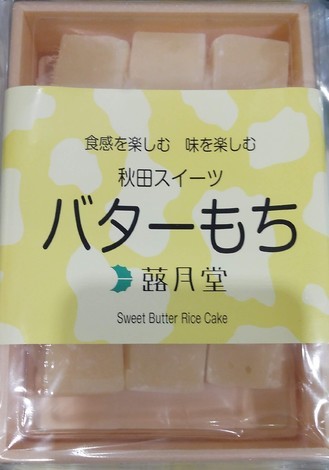 食感を楽しむ 味を楽しむ
秋田スイーツ
バターもち
蕗月堂
Sweet Butter Rice Cake